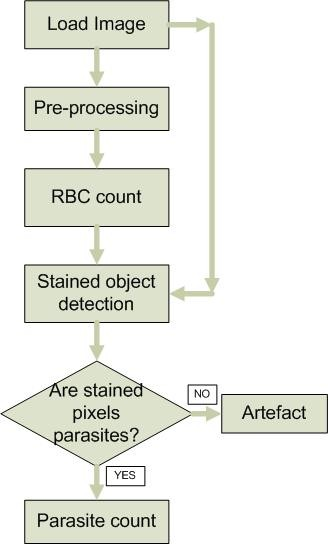 Load Image
Pre-processing
RBC count
Stained object
detection
Are stained
pixels
parasites?
NO
Artefact
YES
Parasite count